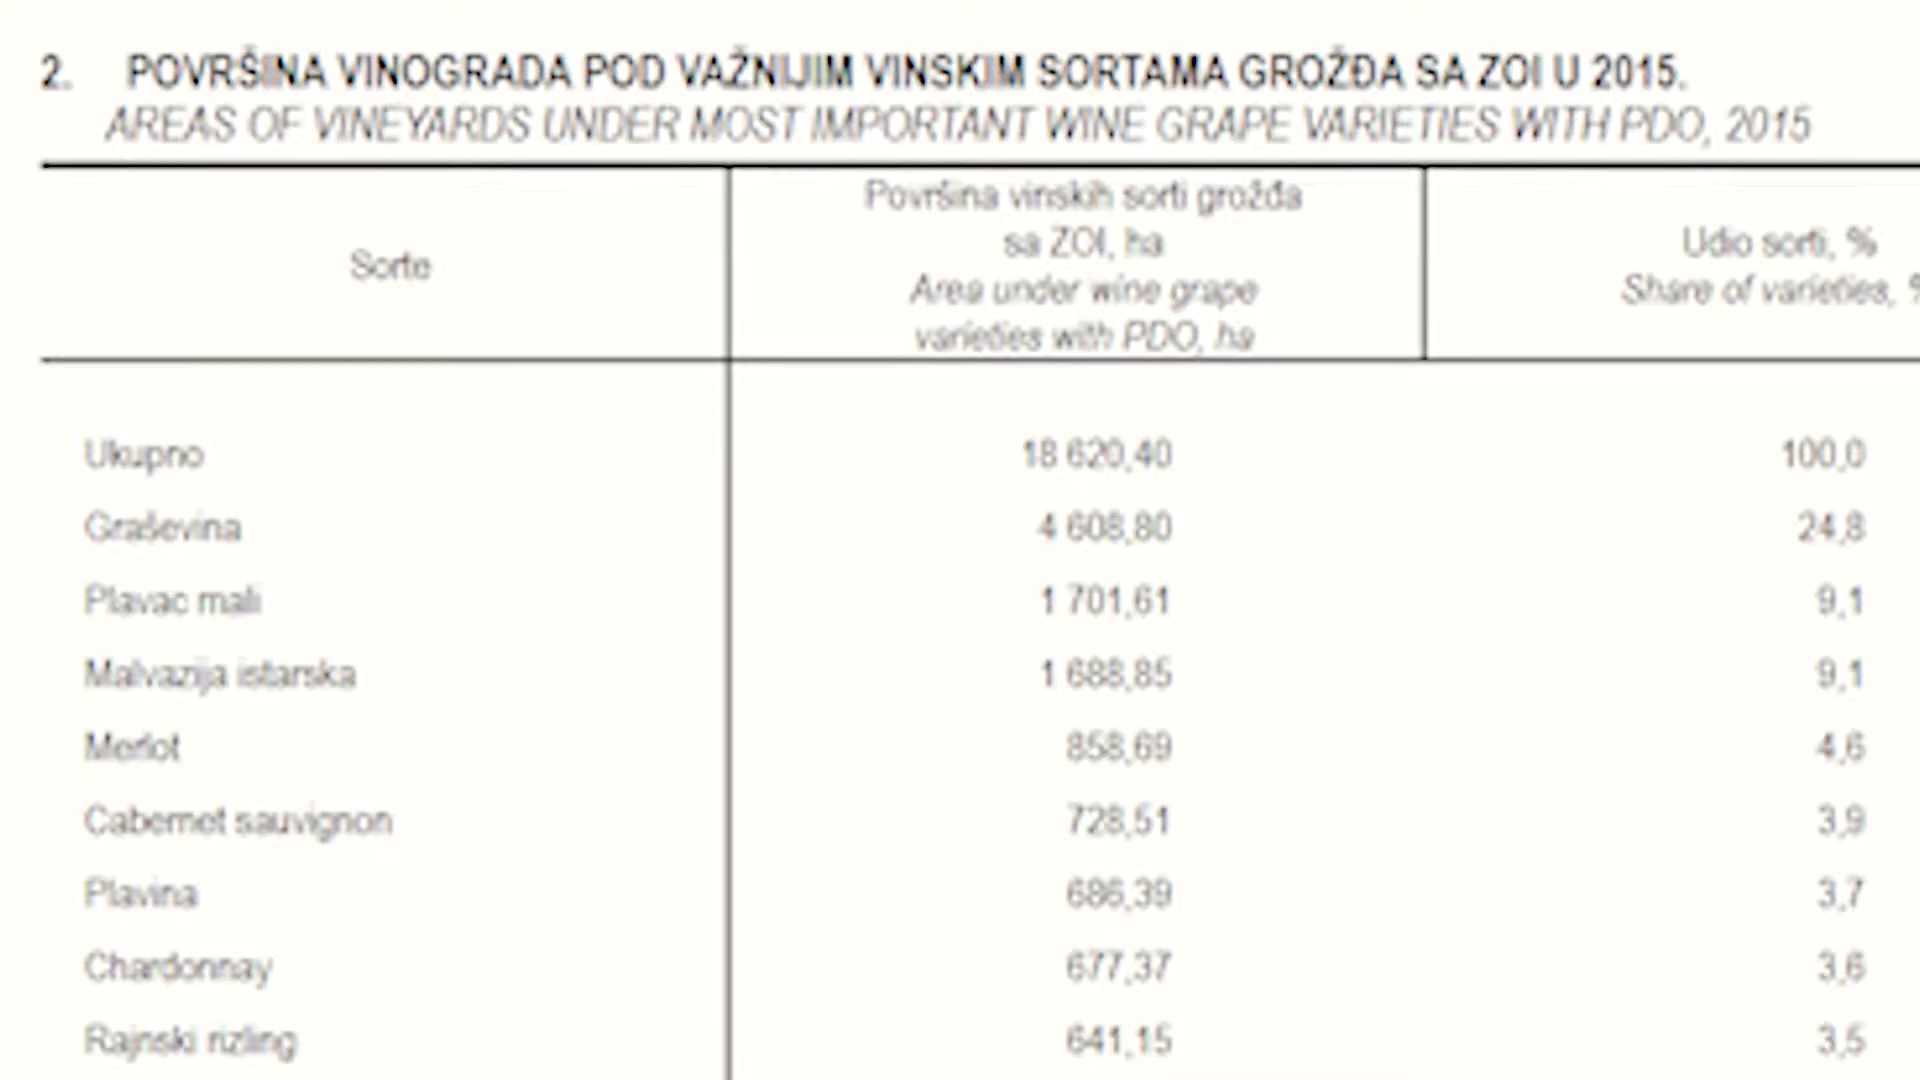 2. POVRŠINA VINOGRADA POD VAŽNIJIM VINSKIM SORTAMA GROŽĐA SA ZOI U 2015.
AREAS OF VINEYARDS UNDER MOST IMPORTANT WINE GRAPE VARIETIES WITH PDO, 2015
Sorte
Površina vinskih sorti grožđa
sa ZOI, ha
Area under wine grape
varieties with PDO, ha
Udio sorti, %
Share of varieties, %
Ukupno 18 620,40 100,0
Graševina 4 608,80 24,8
Plavac mali 1 701,61 9,1
Malvazija istarska 1 688,85 9,1
Merlot 858,69 4,6
Cabernet sauvignon 728,51 3,9
Plavina 686,39 3,7
Chardonnay 677,37 3,6
Rajnski rizling 641,15 3,5